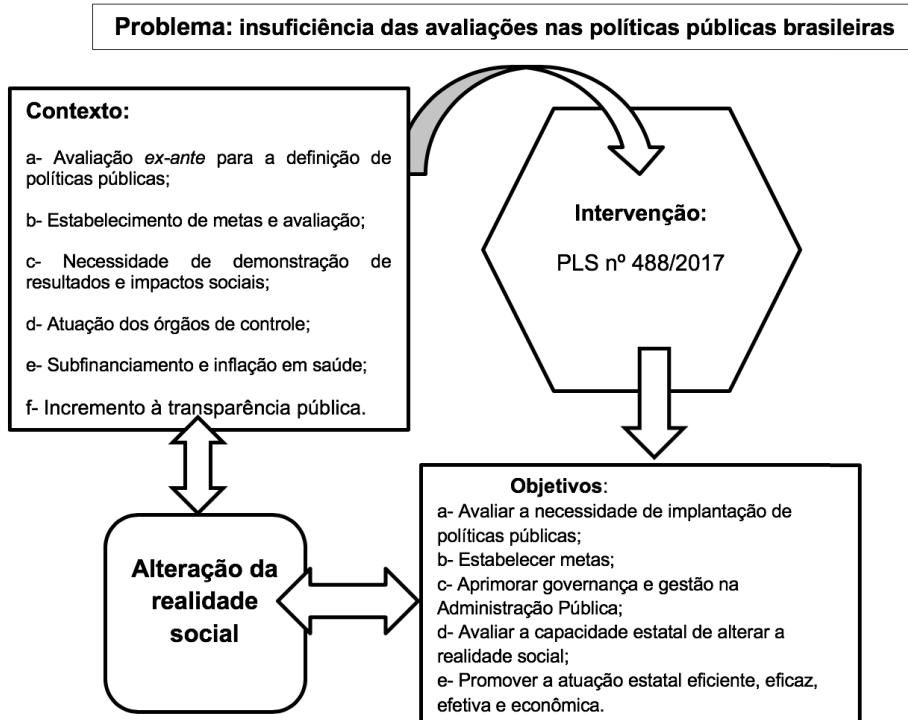 Problema: insuficiência das avaliações nas políticas públicas brasileiras
Contexto:
a- Avaliação ex-ante para a definição de
políticas públicas;
b- Estabelecimento de metas e avaliação;
c- Necessidade de demonstração de
resultados e impactos sociais;
d- Atuação dos órgãos de controle;
e- Subfinanciamento e inflação em saúde;
f- Incremento à transparência pública.
Intervenção:
PLS nº 488/2017
Objetivos:
a- Avaliar a necessidade de implantação de
políticas públicas;
b- Estabelecer metas;
c- Aprimorar governança e gestão na
Administração Pública;
d- Avaliar a capacidade estatal de alterar a
realidade social;
e- Promover a atuação estatal eficiente, eficaz,
efetiva e econômica.
Alteração da
realidade
social